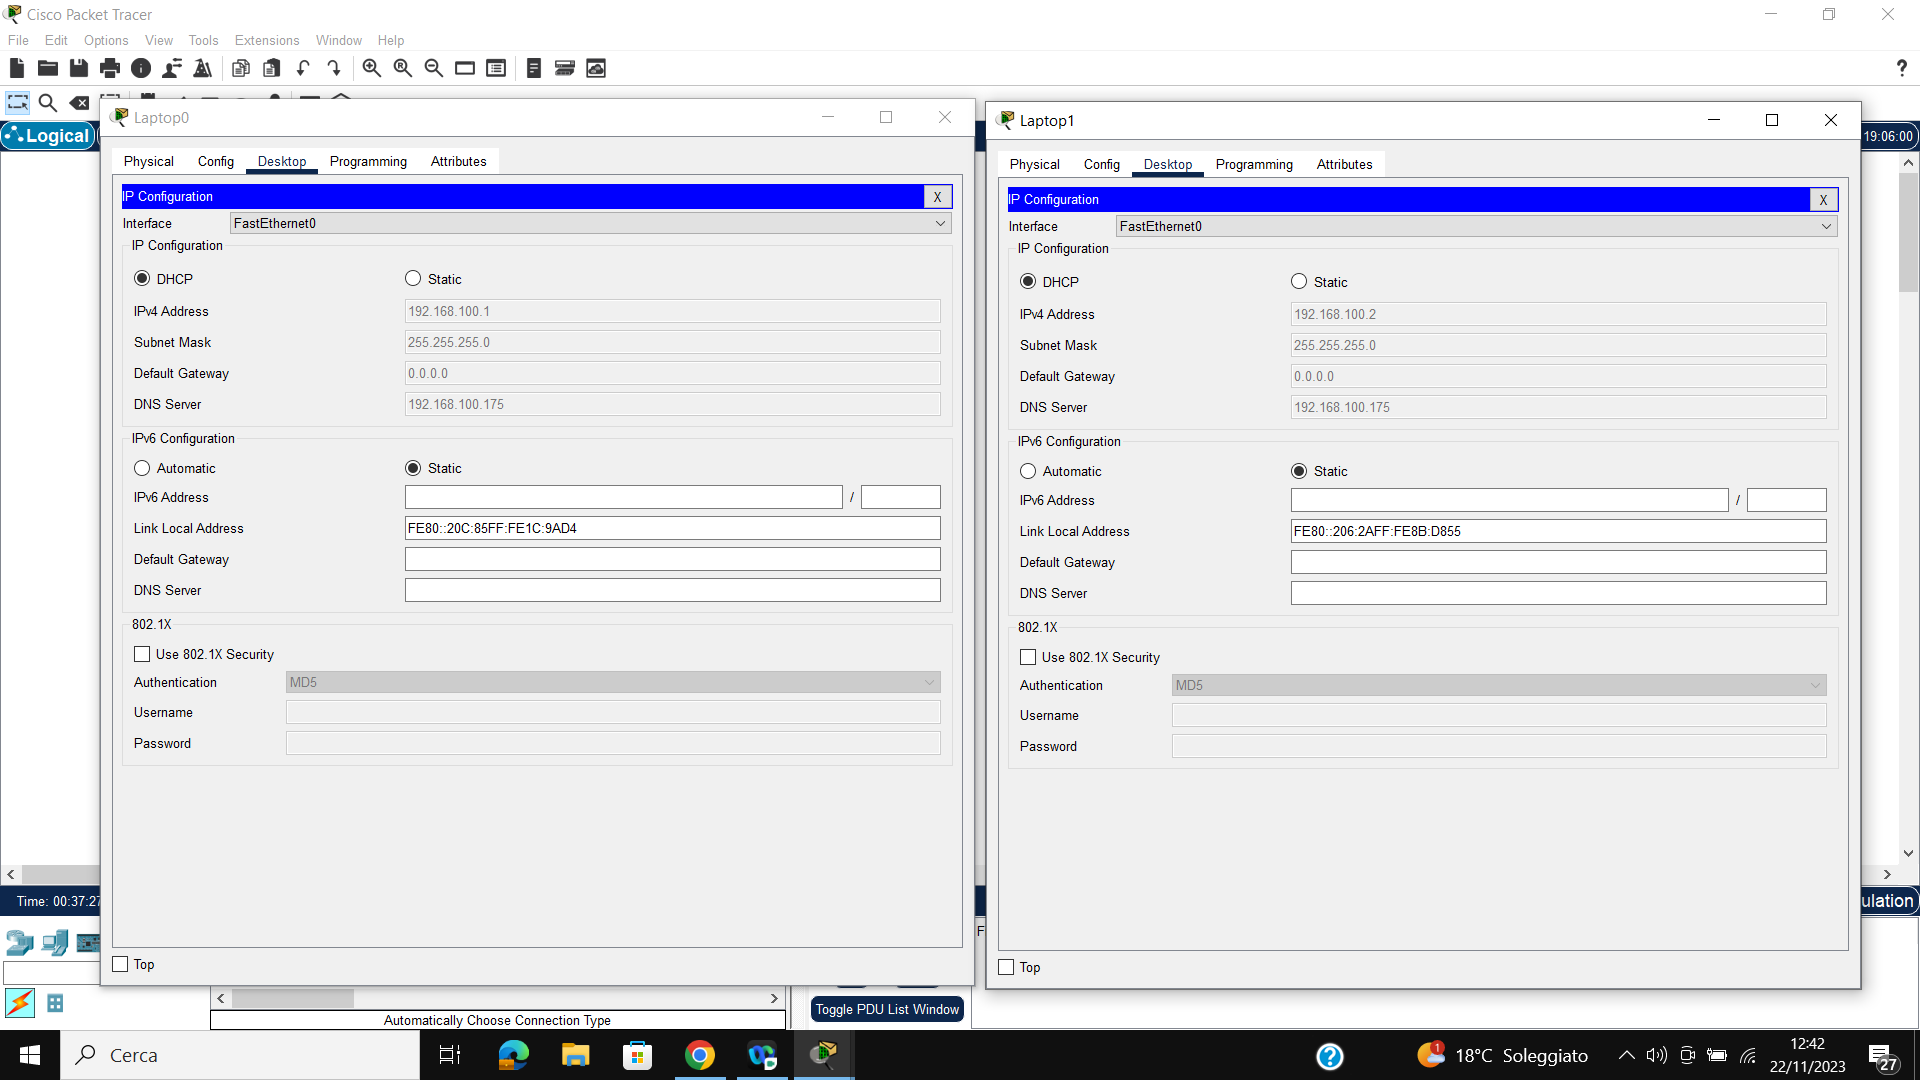 Cisco Packet Tracer
File Edit Options View Tools Extensions Window Help
?
Logical
19:06:00
Laptop0
Physical Config Desktop Programming Attributes
IP Configuration X
Interface FastEthernet0
IP Configuration
DHCP Static
IPv4 Address 192.168.100.1
Subnet Mask 255.255.255.0
Default Gateway 0.0.0.0
DNS Server 192.168.100.175
IPv6 Configuration
Automatic Static
IPv6 Address /
Link Local Address FE80::20C:85FF:FE1C:9AD4
Default Gateway
DNS Server
802.1X
Use 802.1X Security
Authentication MD5
Username
Password
Top
Laptop1
Physical Config Desktop Programming Attributes
IP Configuration X
Interface FastEthernet0
IP Configuration
DHCP Static
IPv4 Address 192.168.100.2
Subnet Mask 255.255.255.0
Default Gateway 0.0.0.0
DNS Server 192.168.100.175
IPv6 Configuration
Automatic Static
IPv6 Address /
Link Local Address FE80::206:2AFF:FE8B:D855
Default Gateway
DNS Server
802.1X
Use 802.1X Security
Authentication MD5
Username
Password
Top
Time: 00:37:27
ulation
F
Toggle PDU List Window
Automatically Choose Connection Type
Cerca
1
18°C Soleggiato
12:42
22/11/2023
27